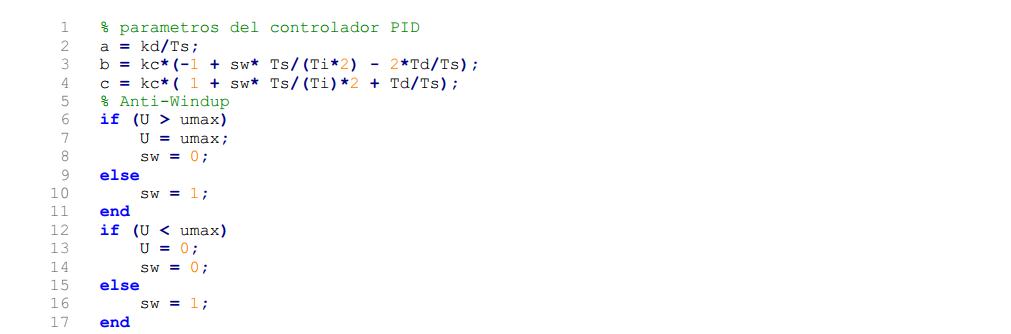 1 % parametros del controlador PID
2 a = kd/Ts;
3 b = kc*(-1 + sw* Ts/(Ti*2) - 2*Td/Ts);
4 c = kc*( 1 + sw* Ts/(Ti)*2 + Td/Ts);
5 % Anti-Windup
6 if (U > umax)
7 U = umax;
8 sw = 0;
9 else
10 sw = 1;
11 end
12 if (U < umax)
13 U = 0;
14 sw = 0;
15 else
16 sw = 1;
17 end